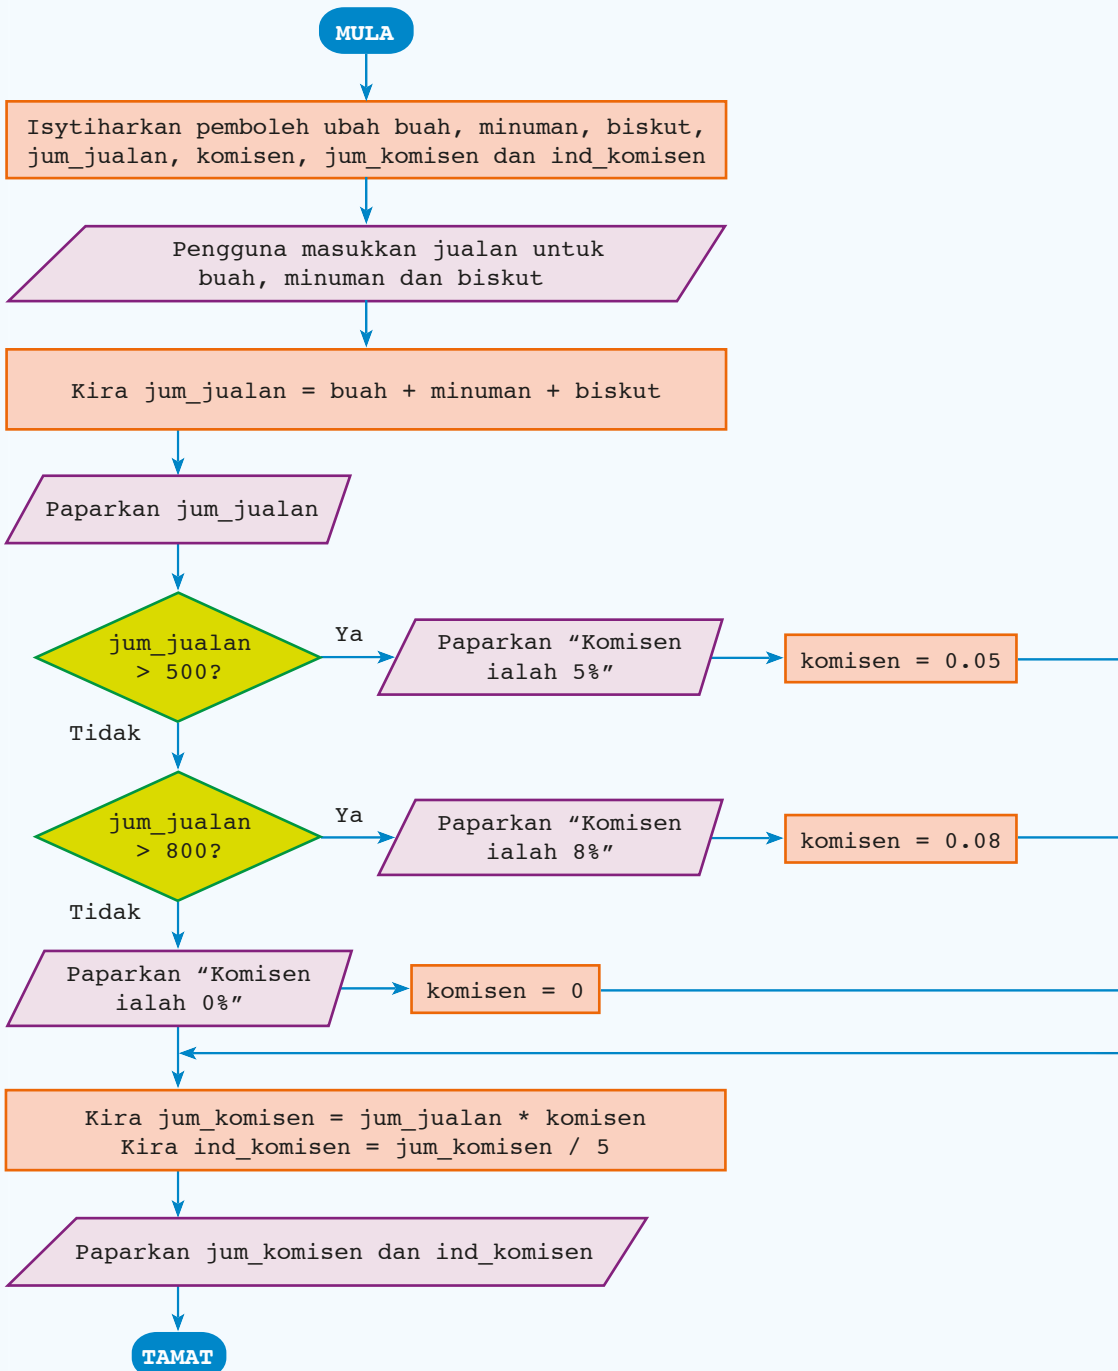 MULA
Isytiharkan pemboleh ubah buah, minuman, biskut,
jum_jualan, komisen, jum_komisen dan ind_komisen
Pengguna masukkan jualan untuk
buah, minuman dan biskut
Kira jum_jualan = buah + minuman + biskut
Paparkan jum_jualan
jum_jualan
> 500?
Ya
Paparkan “Komisen
ialah 5%”
komisen = 0.05
Tidak
jum_jualan
> 800?
Ya
Paparkan “Komisen
ialah 8%”
komisen = 0.08
Tidak
Paparkan “Komisen
ialah 0%”
komisen = 0
Kira jum_komisen = jum_jualan * komisen
Kira ind_komisen = jum_komisen / 5
Paparkan jum_komisen dan ind_komisen
TAMAT